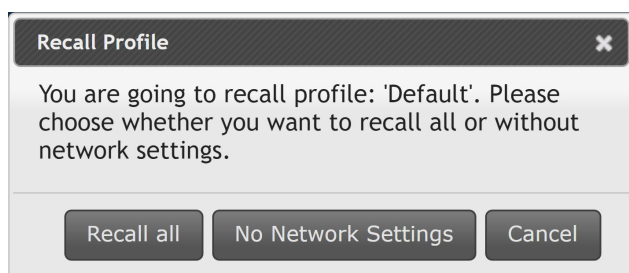 Recall Profile
You are going to recall profile: 'Default'. Please
choose whether you want to recall all or without
network settings.
Recall all No Network Settings Cancel